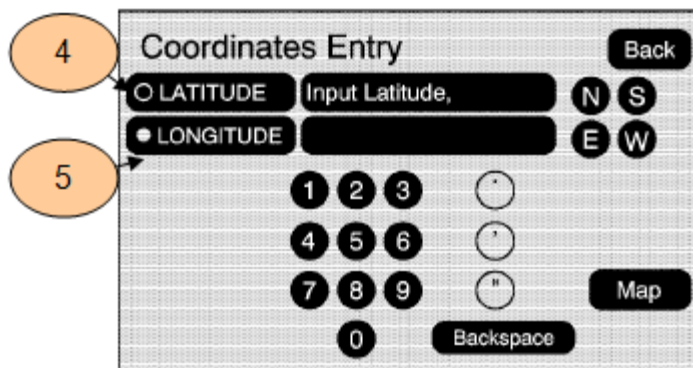 4
Coordinates Entry
Back
LATITUDE
Input Latitude,
N
S
5
LONGITUDE
E
W
1 2 3 °
4 5 6 '
7 8 9 "
Map
0
Backspace